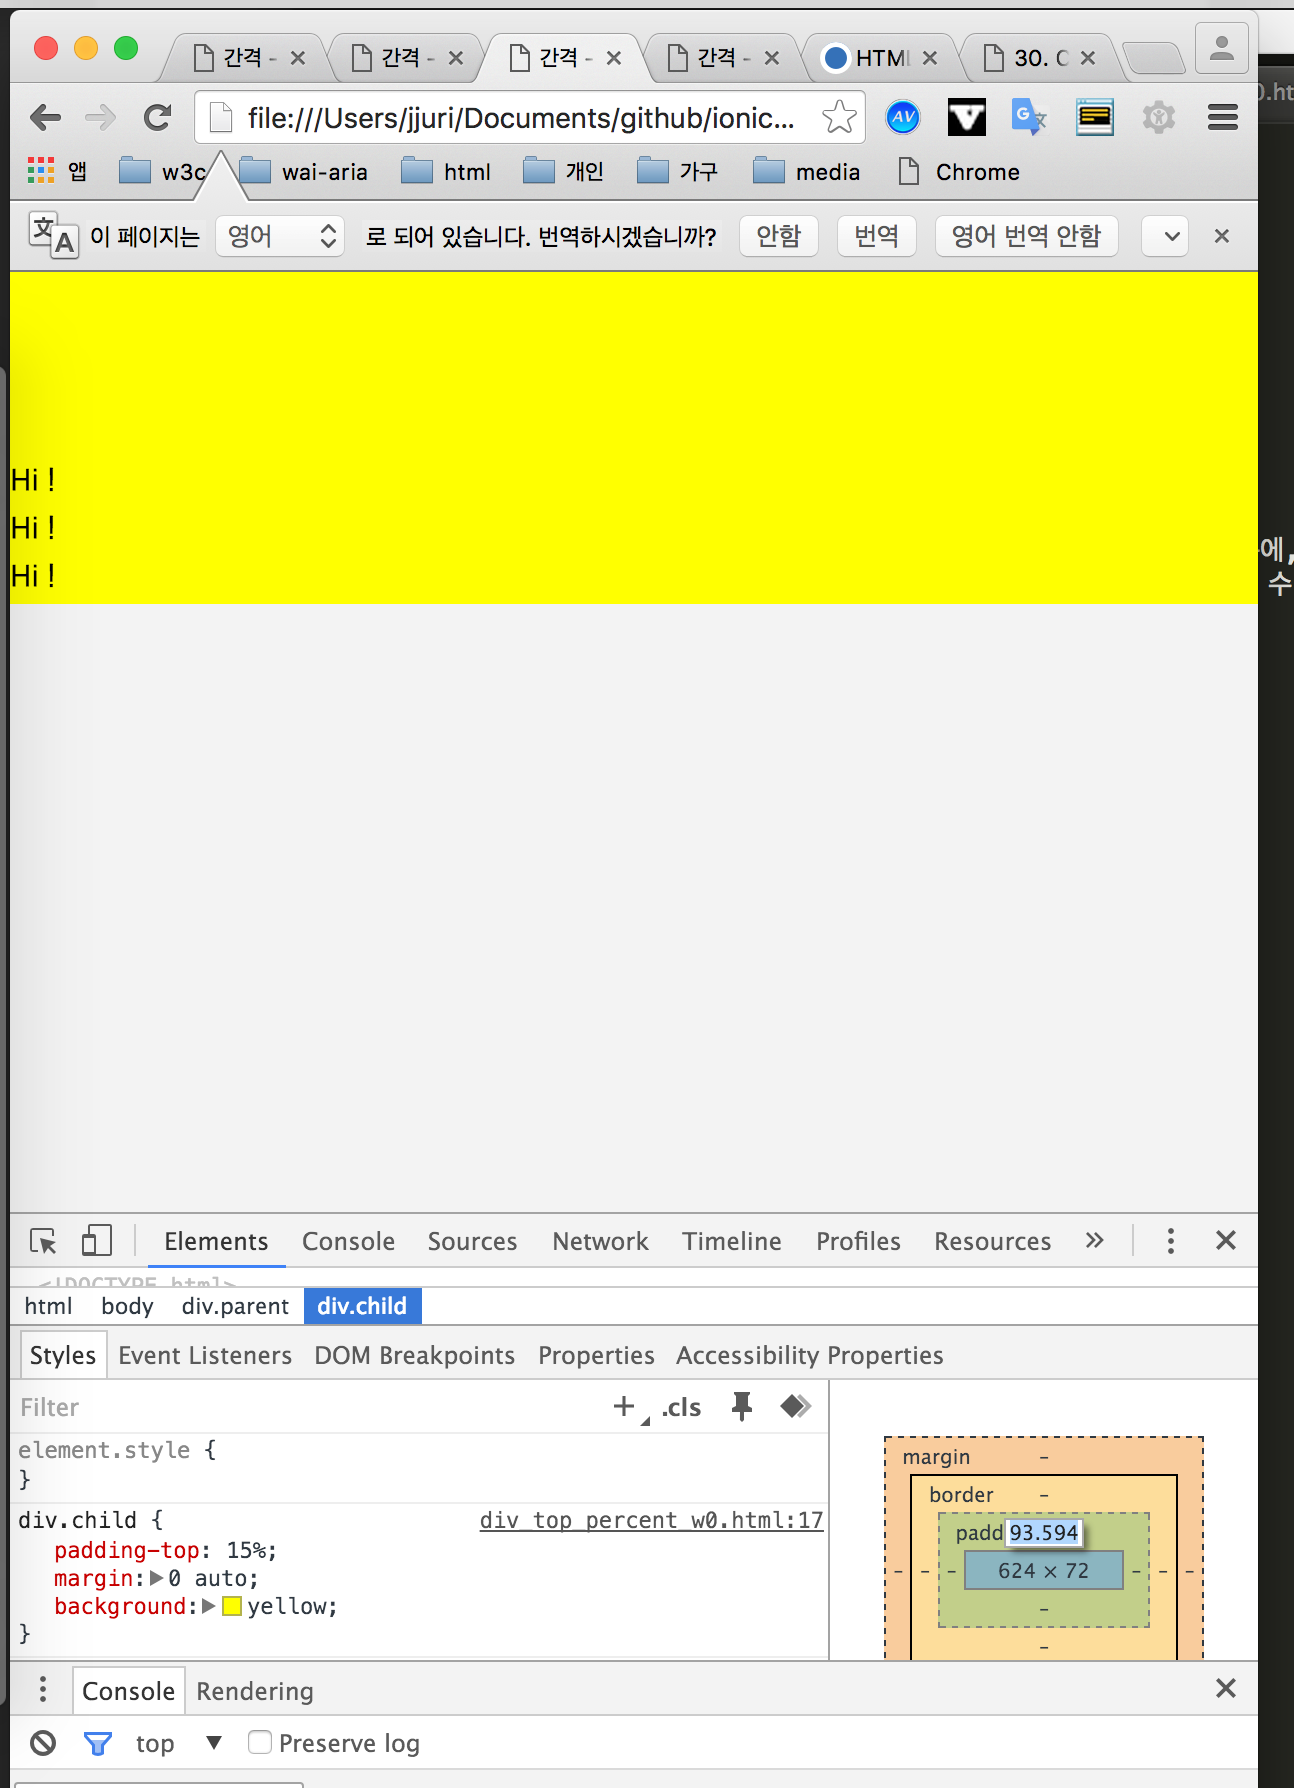 간격 - 간격 - 간격 - 간격 - HTML 30. C
file:///Users/jjuri/Documents/github/ionic...
앱 w3c wai-aria html 개인 가구 media Chrome
이 페이지는 영어 로 되어 있습니다. 번역하시겠습니까? 안함 번역 영어 번역 안함
Hi !
Hi !
Hi !
에,
수
Elements Console Sources Network Timeline Profiles Resources
<!DOCTYPE html>
html body div.parent div.child
Styles Event Listeners DOM Breakpoints Properties Accessibility Properties
Filter + .cls
element.style {
}
div.child { div_top_percent_w0.html:17
padding-top: 15%;
margin: 0 auto;
background: yellow;
}
margin -
border -
padd 93.594
- - - 624 × 72 - - -
-
-
Console Rendering
top Preserve log